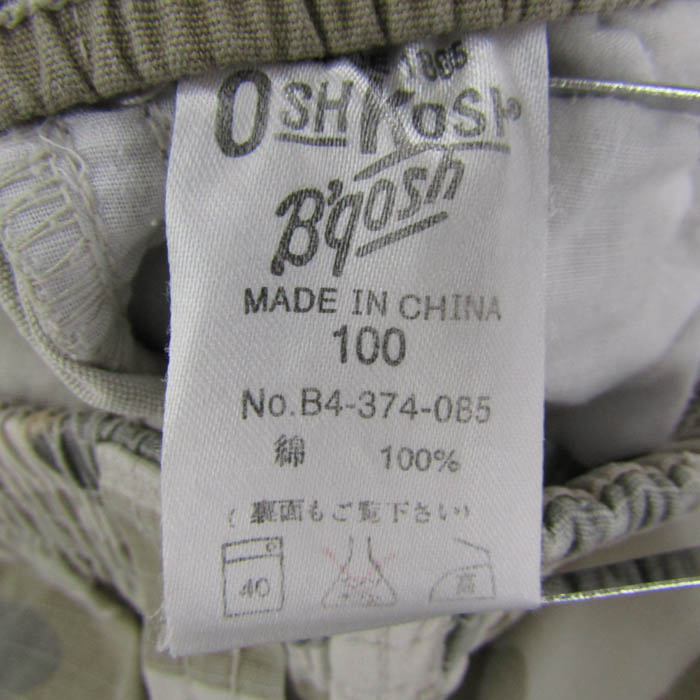 OSHKOSH
B'gosh
MADE IN CHINA
100
No.B4-374-085
綿 100%
(裏面もご覧下さい)
40 高